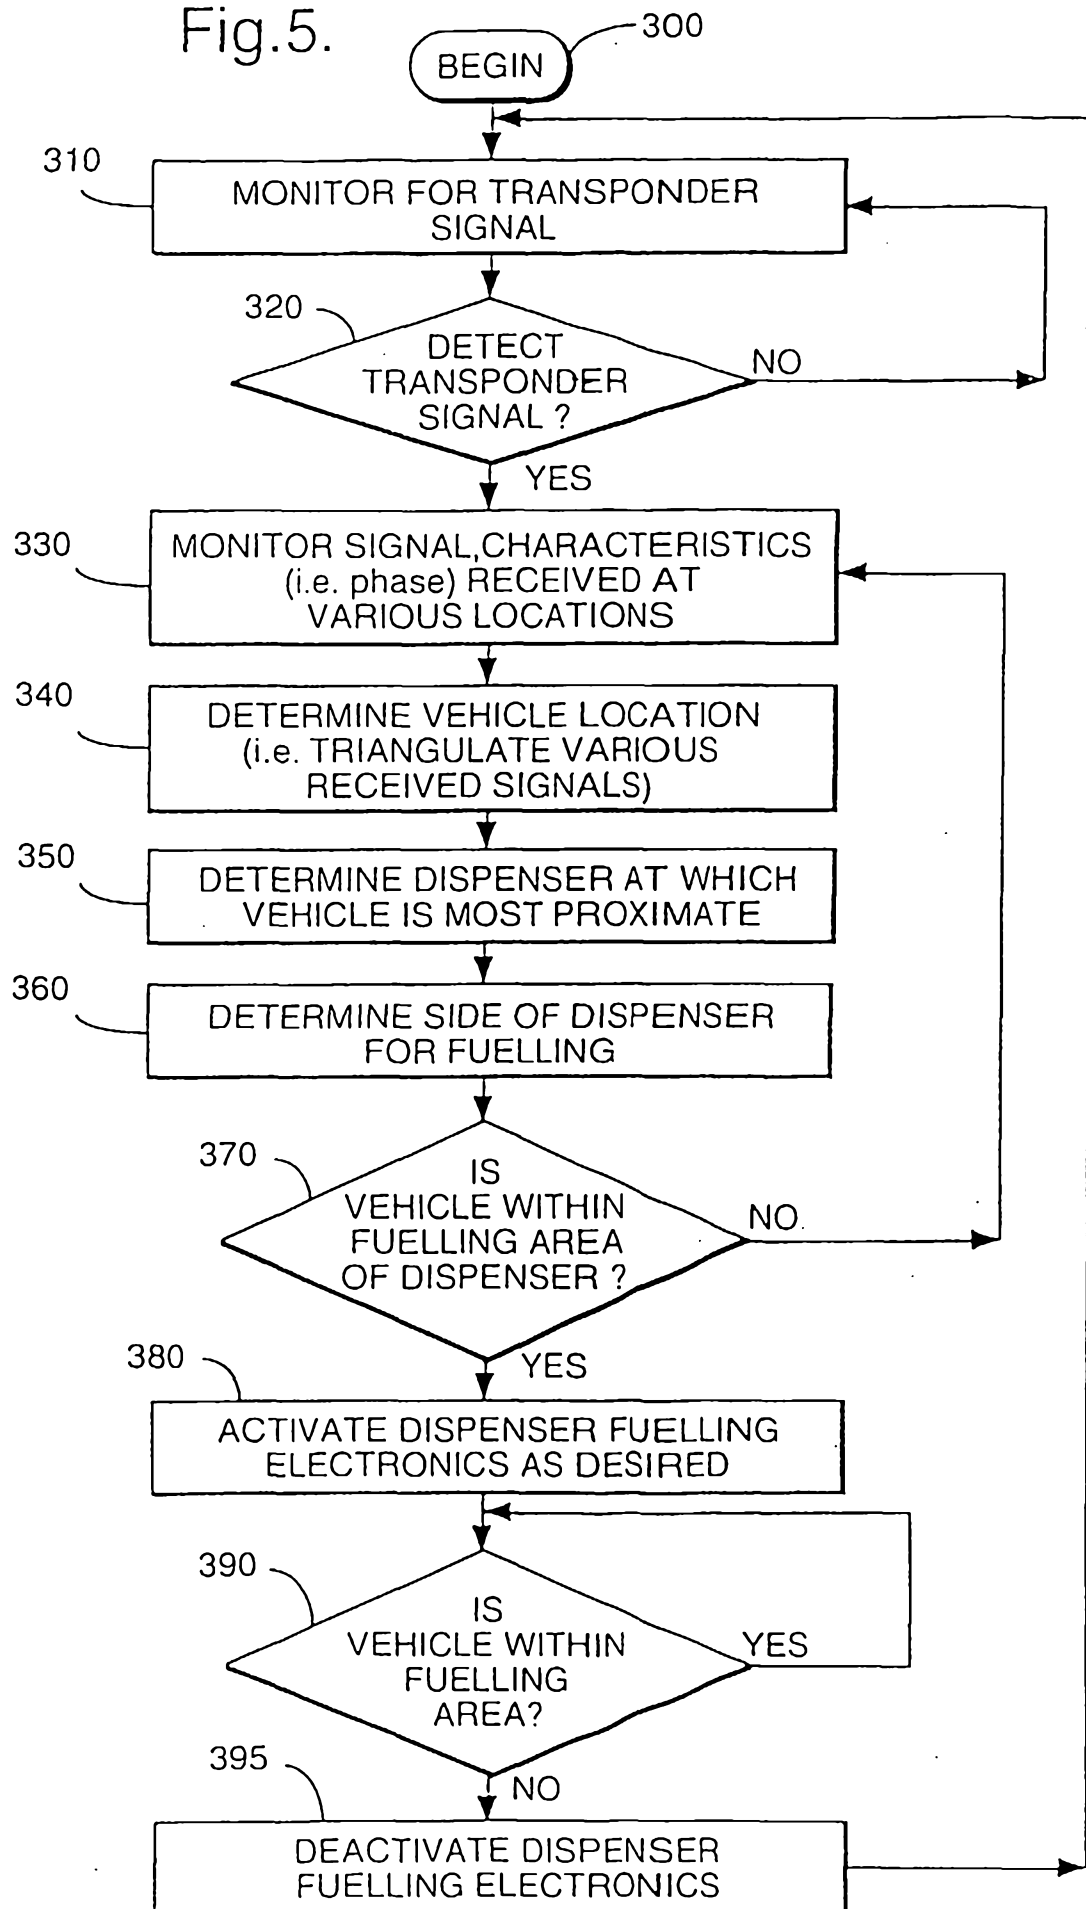 Fig.5.
300
BEGIN
310
MONITOR FOR TRANSPONDER
SIGNAL
320
DETECT
TRANSPONDER
SIGNAL ?
NO
YES
330
MONITOR SIGNAL,CHARACTERISTICS
(i.e. phase) RECEIVED AT
VARIOUS LOCATIONS
340
DETERMINE VEHICLE LOCATION
(i.e. TRIANGULATE VARIOUS
RECEIVED SIGNALS)
350
DETERMINE DISPENSER AT WHICH
VEHICLE IS MOST PROXIMATE
360
DETERMINE SIDE OF DISPENSER
FOR FUELLING
370
IS
VEHICLE WITHIN
FUELLING AREA
OF DISPENSER ?
NO
YES
380
ACTIVATE DISPENSER FUELLING
ELECTRONICS AS DESIRED
390
IS
VEHICLE WITHIN
FUELLING
AREA?
YES
NO
395
DEACTIVATE DISPENSER
FUELLING ELECTRONICS